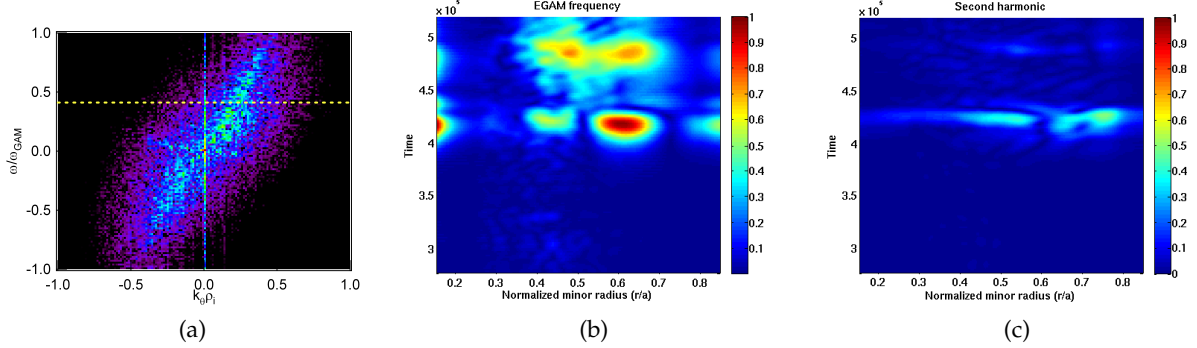 1.0
0.5
0.0
-0.5
-1.0
ω/ω_GAM
-1.0 -0.5 0.0 0.5 1.0
k_θρ_i
(a)
EGAM frequency
x 10^5
5
4.5
4
3.5
3
Time
0.2 0.3 0.4 0.5 0.6 0.7 0.8
Normalized minor radius (r/a)
1
0.9
0.8
0.7
0.6
0.5
0.4
0.3
0.2
0.1
(b)
Second harmonic
x 10^5
5
4.5
4
3.5
3
Time
0.2 0.3 0.4 0.5 0.6 0.7 0.8
Normalized minor radius (r/a)
1
0.9
0.8
0.7
0.6
0.5
0.4
0.3
0.2
0.1
0
(c)